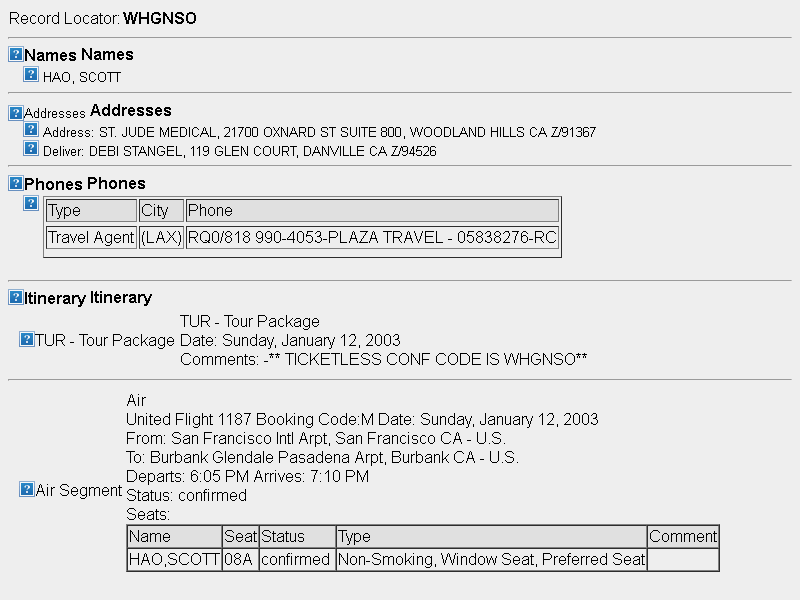 Record Locator: WHGNSO
Names Names
HAO, SCOTT
Addresses Addresses
Address: ST. JUDE MEDICAL, 21700 OXNARD ST SUITE 800, WOODLAND HILLS CA Z/91367
Deliver: DEBI STANGEL, 119 GLEN COURT, DANVILLE CA Z/94526
Phones Phones
Type City Phone
Travel Agent (LAX) RQ0/818 990-4053-PLAZA TRAVEL - 05838276-RC
Itinerary Itinerary
TUR - Tour Package
TUR - Tour Package
Date: Sunday, January 12, 2003
Comments: -** TICKETLESS CONF CODE IS WHGNSO**
Air Segment
Air
United Flight 1187 Booking Code:M Date: Sunday, January 12, 2003
From: San Francisco Intl Arpt, San Francisco CA - U.S.
To: Burbank Glendale Pasadena Arpt, Burbank CA - U.S.
Departs: 6:05 PM Arrives: 7:10 PM
Status: confirmed
Seats:
Name Seat Status Type Comment
HAO,SCOTT 08A confirmed Non-Smoking, Window Seat, Preferred Seat